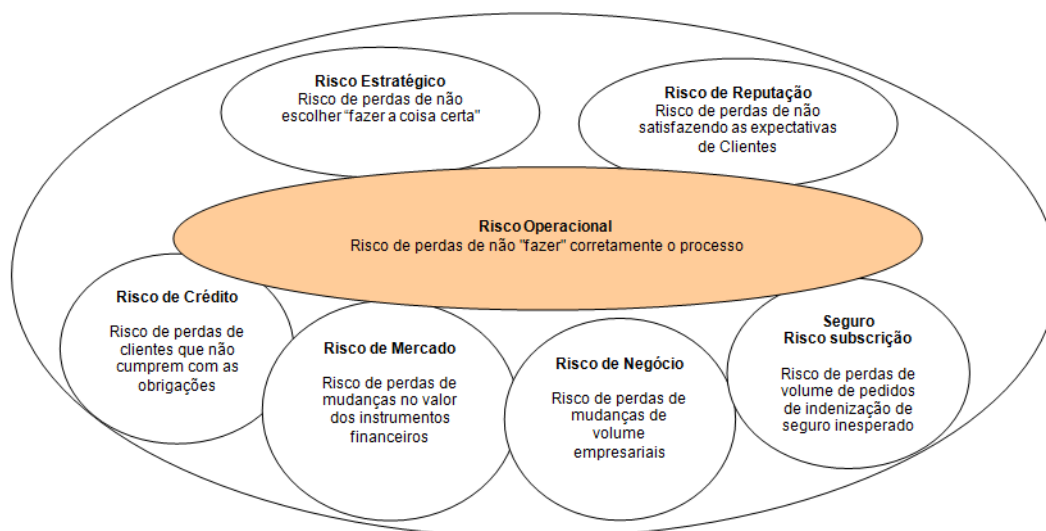 Risco Estratégico
Risco de perdas de não
escolher “fazer a coisa certa”
Risco de Reputação
Risco de perdas de não
satisfazendo as expectativas
de Clientes
Risco Operacional
Risco de perdas de não "fazer" corretamente o processo
Risco de Crédito
Risco de perdas de
clientes que não
cumprem com as
obrigações
Risco de Mercado
Risco de perdas de
mudanças no valor
dos instrumentos
financeiros
Risco de Negócio
Risco de perdas de
mudanças de
volume
empresariais
Seguro
Risco subscrição
Risco de perdas de
volume de pedidos
de indenização de
seguro inesperado